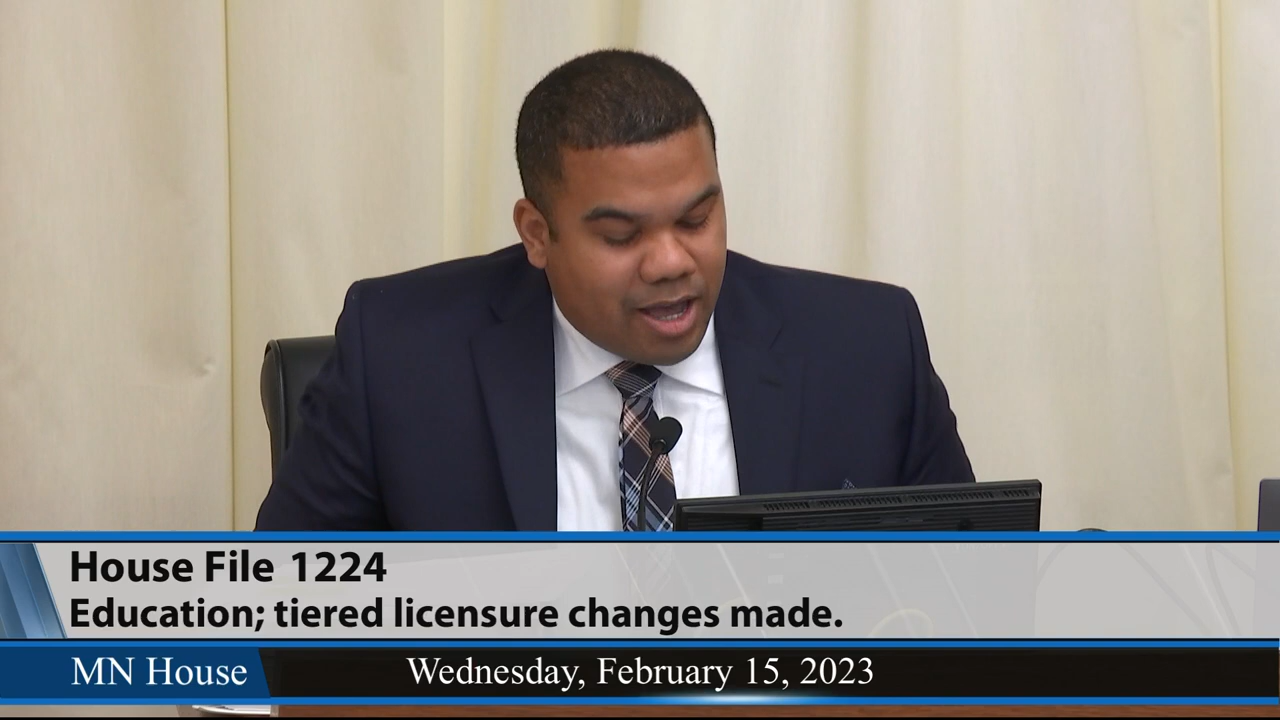 House File 1224
Education; tiered licensure changes made.
MN House
Wednesday, February 15, 2023